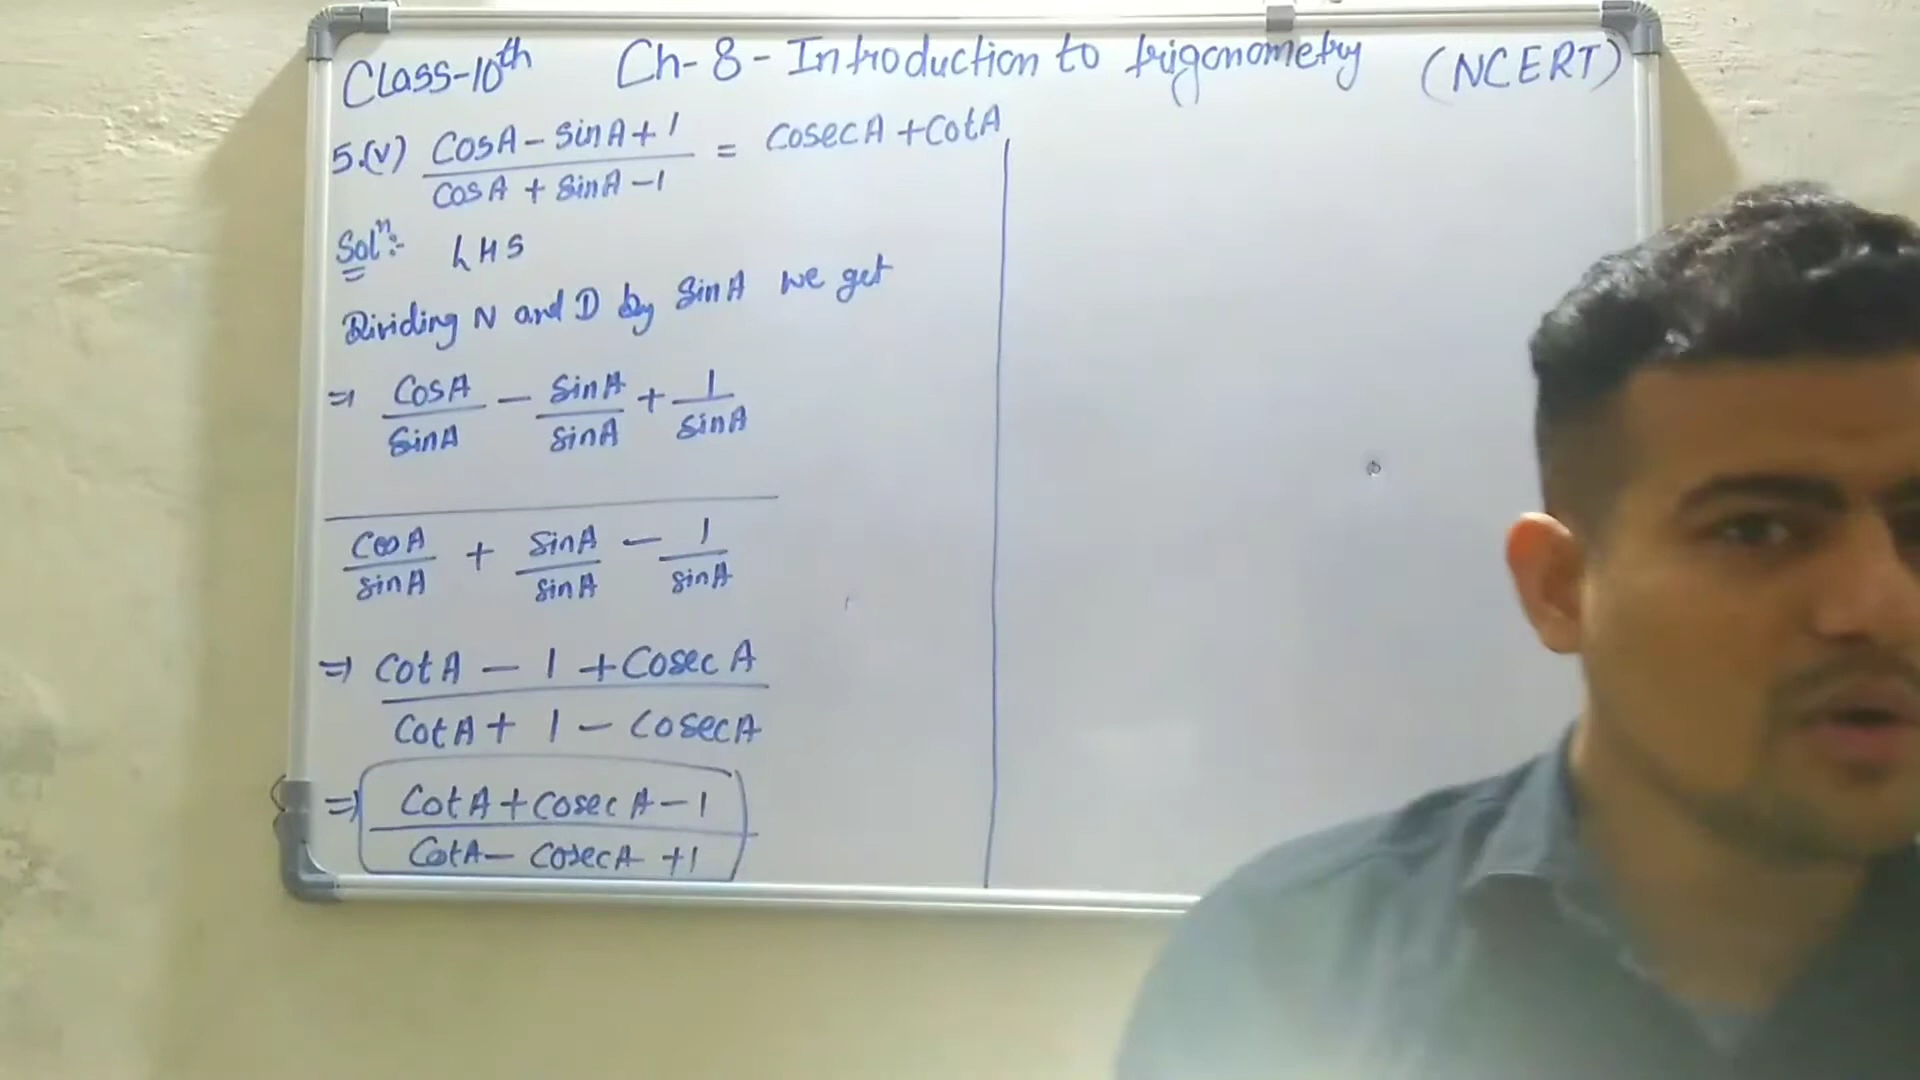 Class-10th Ch-8-Introduction to trigonometry (NCERT)
5.(v) CosA - SinA + 1 = CosecA + CotA
CosA + SinA - 1
Solⁿ:- LHS
Dividing N and D by SinA we get
⇒ CosA - SinA + 1
SinA SinA SinA
CosA + SinA - 1
SinA SinA SinA
⇒ CotA - 1 + CosecA
CotA + 1 - CosecA
⇒ CotA + CosecA - 1
CotA - CosecA + 1